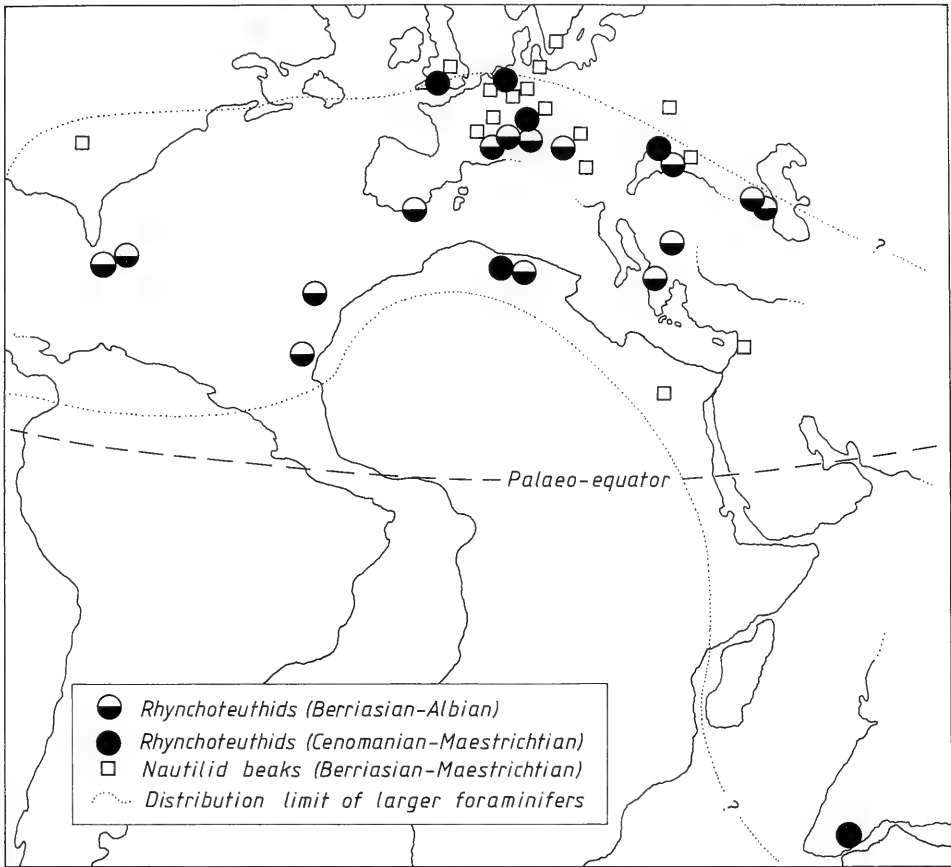 ?
Palaeo-equator
Rhynchoteuthids (Berriasian-Albian)
Rhynchoteuthids (Cenomanian-Maestrichtian)
Nautilid beaks (Berriasian-Maestrichtian)
Distribution limit of larger foraminifers
?